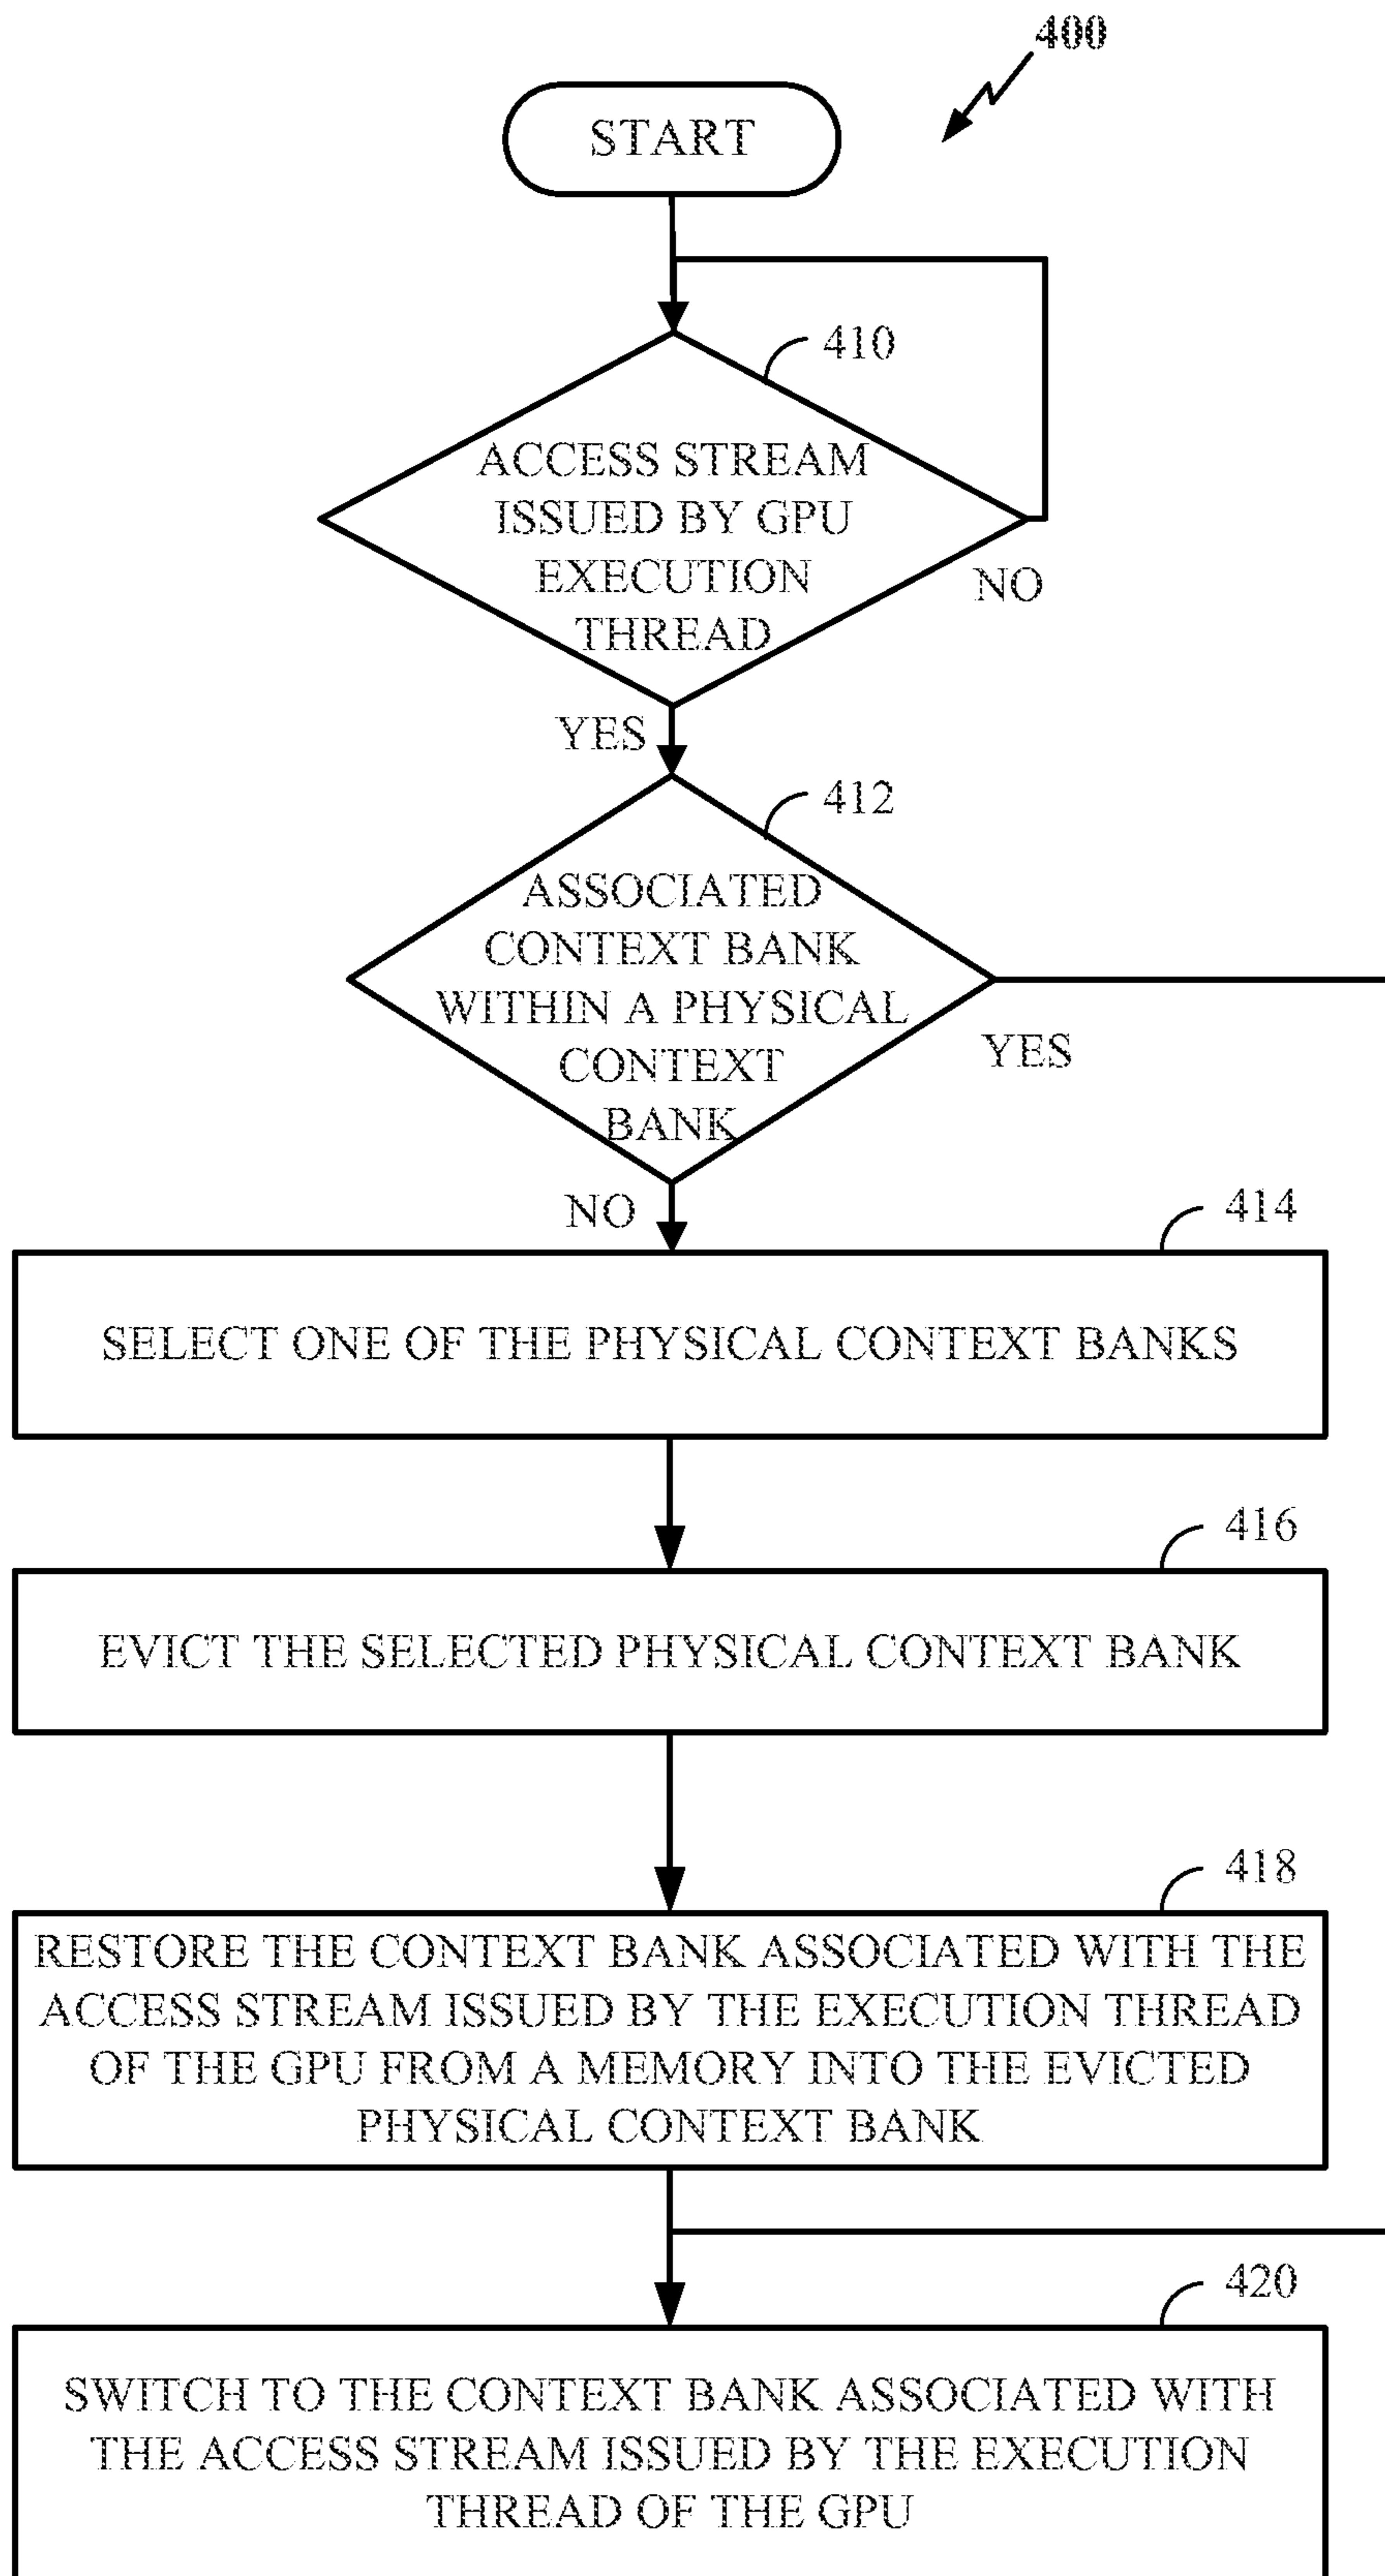 400
START
410
ACCESS STREAM
ISSUED BY GPU
EXECUTION
THREAD
NO
YES
412
ASSOCIATED
CONTEXT BANK
WITHIN A PHYSICAL
CONTEXT
BANK
YES
NO
414
SELECT ONE OF THE PHYSICAL CONTEXT BANKS
416
EVICT THE SELECTED PHYSICAL CONTEXT BANK
418
RESTORE THE CONTEXT BANK ASSOCIATED WITH THE
ACCESS STREAM ISSUED BY THE EXECUTION THREAD
OF THE GPU FROM A MEMORY INTO THE EVICTED
PHYSICAL CONTEXT BANK
420
SWITCH TO THE CONTEXT BANK ASSOCIATED WITH
THE ACCESS STREAM ISSUED BY THE EXECUTION
THREAD OF THE GPU